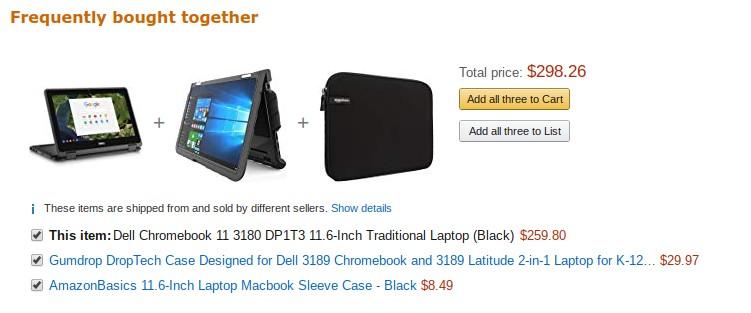 Frequently bought together
Google
+
+
Total price: $298.26
Add all three to Cart
Add all three to List
i These items are shipped from and sold by different sellers. Show details
This item: Dell Chromebook 11 3180 DP1T3 11.6-Inch Traditional Laptop (Black) $259.80
Gumdrop DropTech Case Designed for Dell 3189 Chromebook and 3189 Latitude 2-in-1 Laptop for K-12... $29.97
AmazonBasics 11.6-Inch Laptop Macbook Sleeve Case - Black $8.49